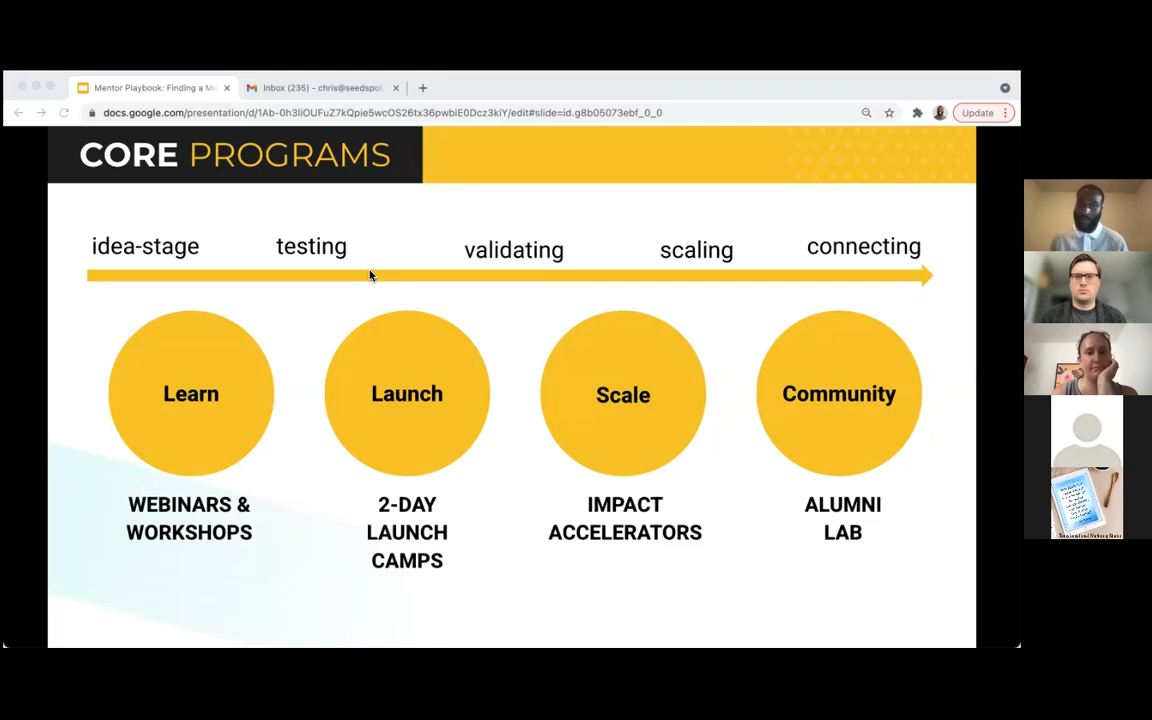 Mentor Playbook: Finding a Me
Inbox (235) - chris@seedspot
docs.google.com/presentation/d/1Ab-0h3liOUFuZ7kQpie5wcOS26tx36pwbiE0Dcz3kiY/edit#slide=id.g8b05073ebf_0_0
Update
CORE PROGRAMS
idea-stage testing validating scaling connecting
Learn Launch Scale Community
WEBINARS & WORKSHOPS
2-DAY LAUNCH CAMPS
IMPACT ACCELERATORS
ALUMNI LAB